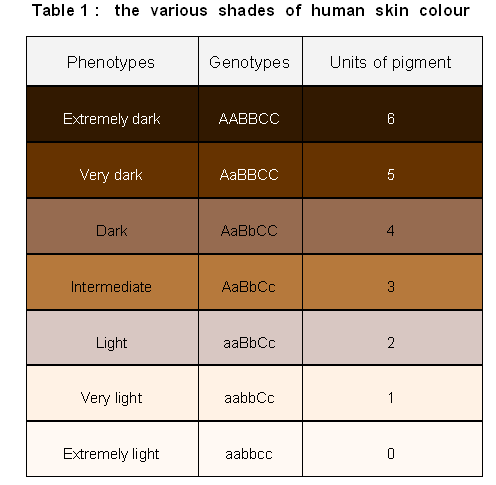 Table 1 : the various shades of human skin colour
Phenotypes Genotypes Units of pigment
Extremely dark AABBCC 6
Very dark AaBBCC 5
Dark AaBbCC 4
Intermediate AaBbCc 3
Light aaBbCc 2
Very light aabbCc 1
Extremely light aabbcc 0